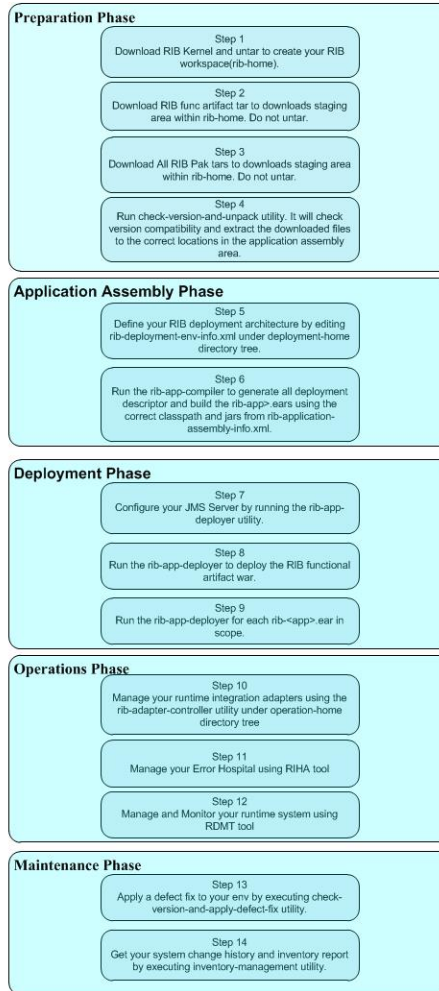 Preparation Phase
Step 1
Download RIB Kernel and untar to create your RIB
workspace(rib-home).
Step 2
Download RIB func artifact tar to downloads staging
area within rib-home. Do not untar.
Step 3
Download All RIB Pak tars to downloads staging area
within rib-home. Do not untar.
Step 4
Run check-version-and-unpack utility. It will check
version compatibility and extract the downloaded files
to the correct locations in the application assembly
area.
Application Assembly Phase
Step 5
Define your RIB deployment architecture by editing
rib-deployment-env-info.xml under deployment-home
directory tree.
Step 6
Run the rib-app-compiler to generate all deployment
descriptor and build the rib-app>.ears using the
correct classpath and jars from rib-application-
assembly-info.xml.
Deployment Phase
Step 7
Configure your JMS Server by running the rib-app-
deployer utility.
Step 8
Run the rib-app-deployer to deploy the RIB functional
artifact war.
Step 9
Run the rib-app-deployer for each rib-<app>.ear in
scope.
Operations Phase
Step 10
Manage your runtime integration adapters using the
rib-adapter-controller utility under operation-home
directory tree
Step 11
Manage your Error Hospital using RIHA tool
Step 12
Manage and Monitor your runtime system using
RDMT tool
Maintenance Phase
Step 13
Apply a defect fix to your env by executing check-
version-and-apply-defect-fix utility.
Step 14
Get your system change history and inventory report
by executing inventory-management utility.